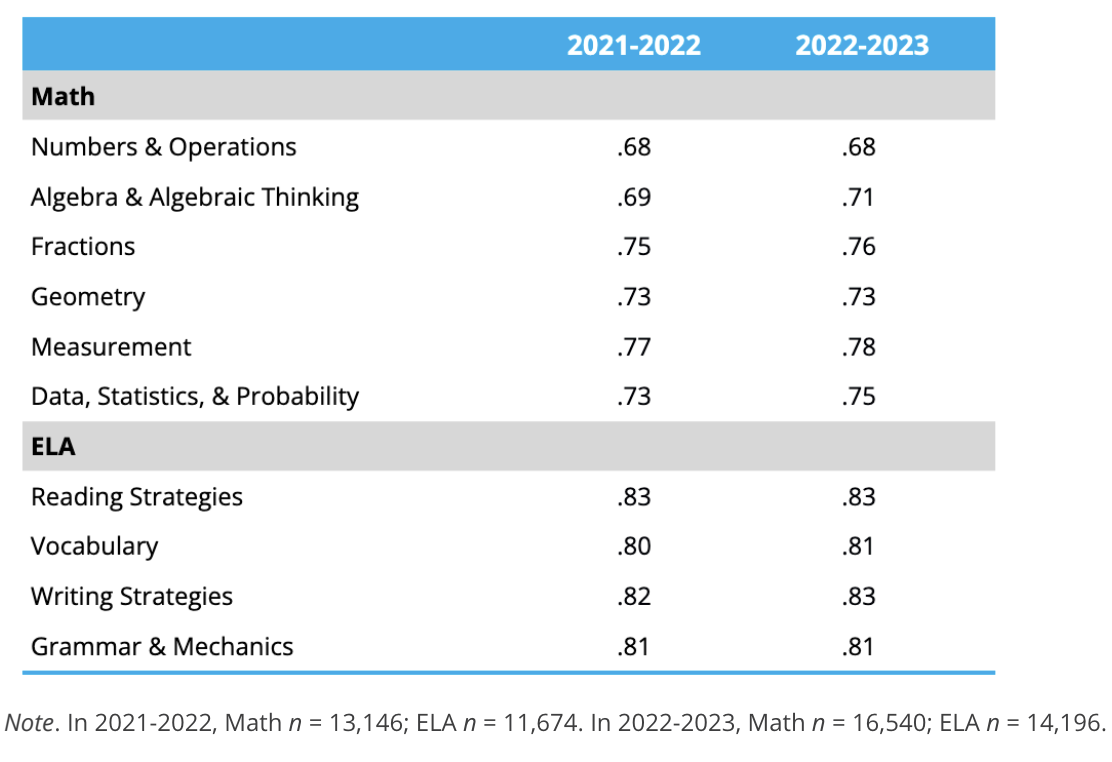 2021-2022 2022-2023
Math
Numbers & Operations .68 .68
Algebra & Algebraic Thinking .69 .71
Fractions .75 .76
Geometry .73 .73
Measurement .77 .78
Data, Statistics, & Probability .73 .75
ELA
Reading Strategies .83 .83
Vocabulary .80 .81
Writing Strategies .82 .83
Grammar & Mechanics .81 .81
Note. In 2021-2022, Math n = 13,146; ELA n = 11,674. In 2022-2023, Math n = 16,540; ELA n = 14,196.